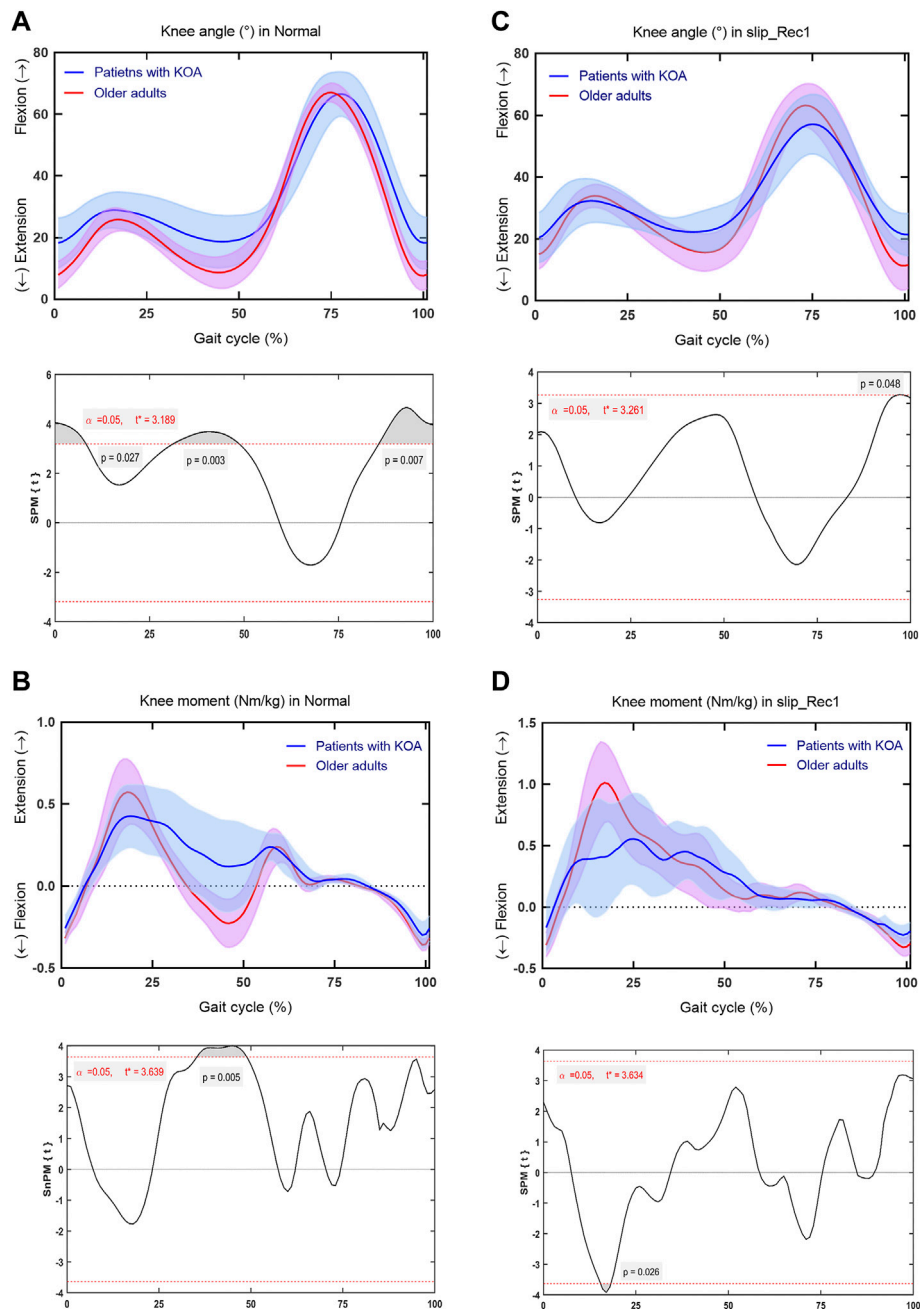 A
Knee angle (°) in Normal
Patietns with KOA
Older adults
(←) Extension Flexion (→)
80
60
40
20
0
0 25 50 75 100
Gait cycle (%)
α =0.05, t* = 3.189
p = 0.027
p = 0.003
p = 0.007
SPM { t }
6
4
2
0
-2
-4
0 25 50 75 100
C
Knee angle (°) in slip_Rec1
Patients with KOA
Older adults
(←) Extension Flexion (→)
80
60
40
20
0
0 25 50 75 100
Gait cycle (%)
p = 0.048
α =0.05, t* = 3.261
SPM { t }
4
3
2
1
0
-1
-2
-3
-4
0 25 50 75 100
B
Knee moment (Nm/kg) in Normal
Patients with KOA
Older adults
(←) Flexion Extension (→)
1.0
0.5
0.0
-0.5
0 25 50 75 100
Gait cycle (%)
α =0.05, t* = 3.639
p = 0.005
SnPM { t }
4
3
2
1
0
-1
-2
-3
-4
0 25 50 75 100
D
Knee moment (Nm/kg) in slip_Rec1
Patients with KOA
Older adults
(←) Flexion Extension (→)
1.5
1.0
0.5
0.0
-0.5
0 25 50 75 100
Gait cycle (%)
α =0.05, t* = 3.634
p = 0.026
SPM { t }
4
3
2
1
0
-1
-2
-3
-4
0 25 50 75 100